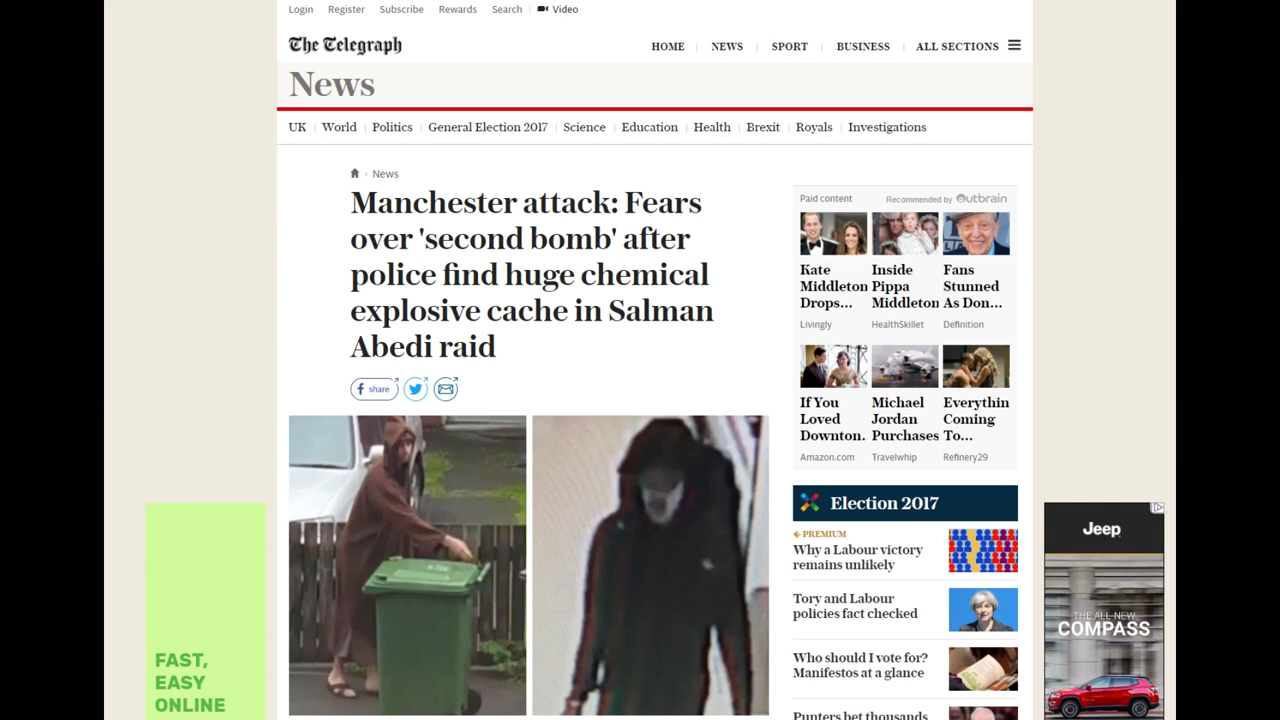 Login Register Subscribe Rewards Search Video
The Telegraph
HOME NEWS SPORT BUSINESS ALL SECTIONS
News
UK World Politics General Election 2017 Science Education Health Brexit Royals Investigations
News
Manchester attack: Fears
over 'second bomb' after
police find huge chemical
explosive cache in Salman
Abedi raid
share
Paid content
Recommended by Outbrain
Kate
Middleton
Drops...
Livingly
Inside
Pippa
Middleton
HealthSkillet
Fans
Stunned
As Don...
Definition
If You
Loved
Downton.
Amazon.com
Michael
Jordan
Purchases
Travelwhip
Everythin
Coming
To...
Refinery29
Election 2017
PREMIUM
Why a Labour victory
remains unlikely
Tory and Labour
policies fact checked
Who should I vote for?
Manifestos at a glance
Punters bet thousands
FAST,
EASY
ONLINE
Jeep
THE ALL-NEW
COMPASS